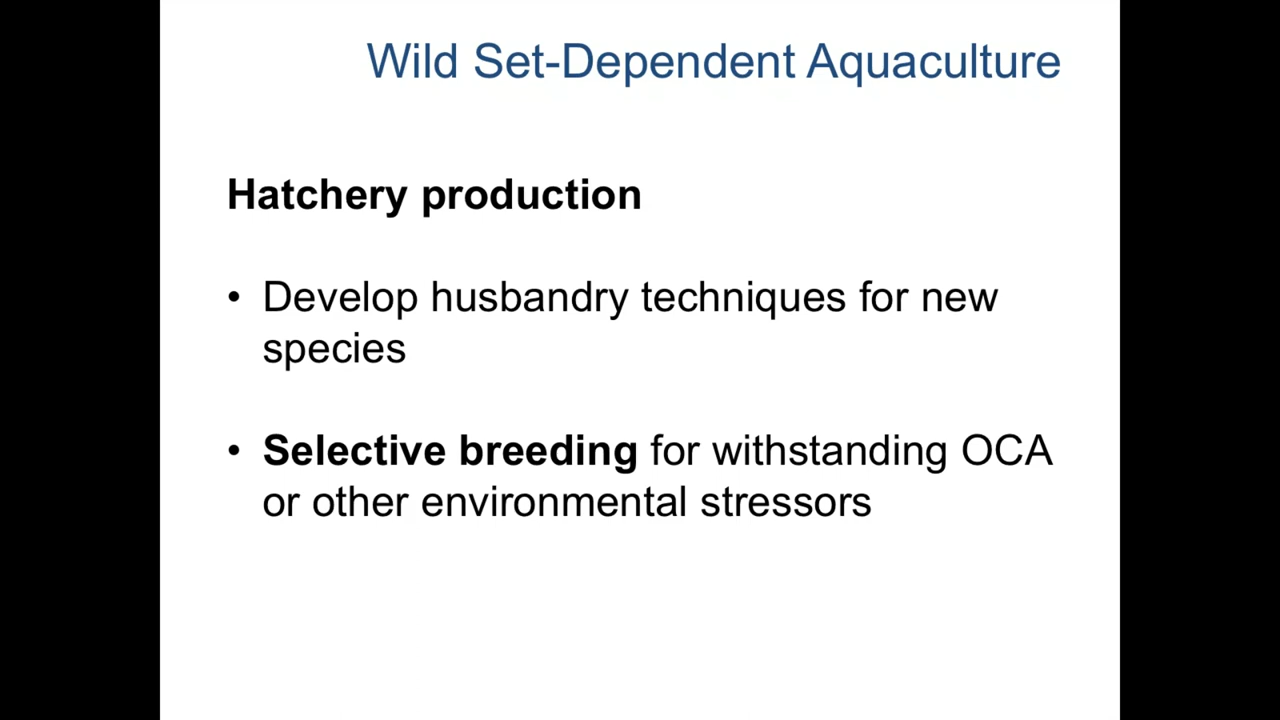 Wild Set-Dependent Aquaculture
Hatchery production
• Develop husbandry techniques for new
species
• Selective breeding for withstanding OCA
or other environmental stressors